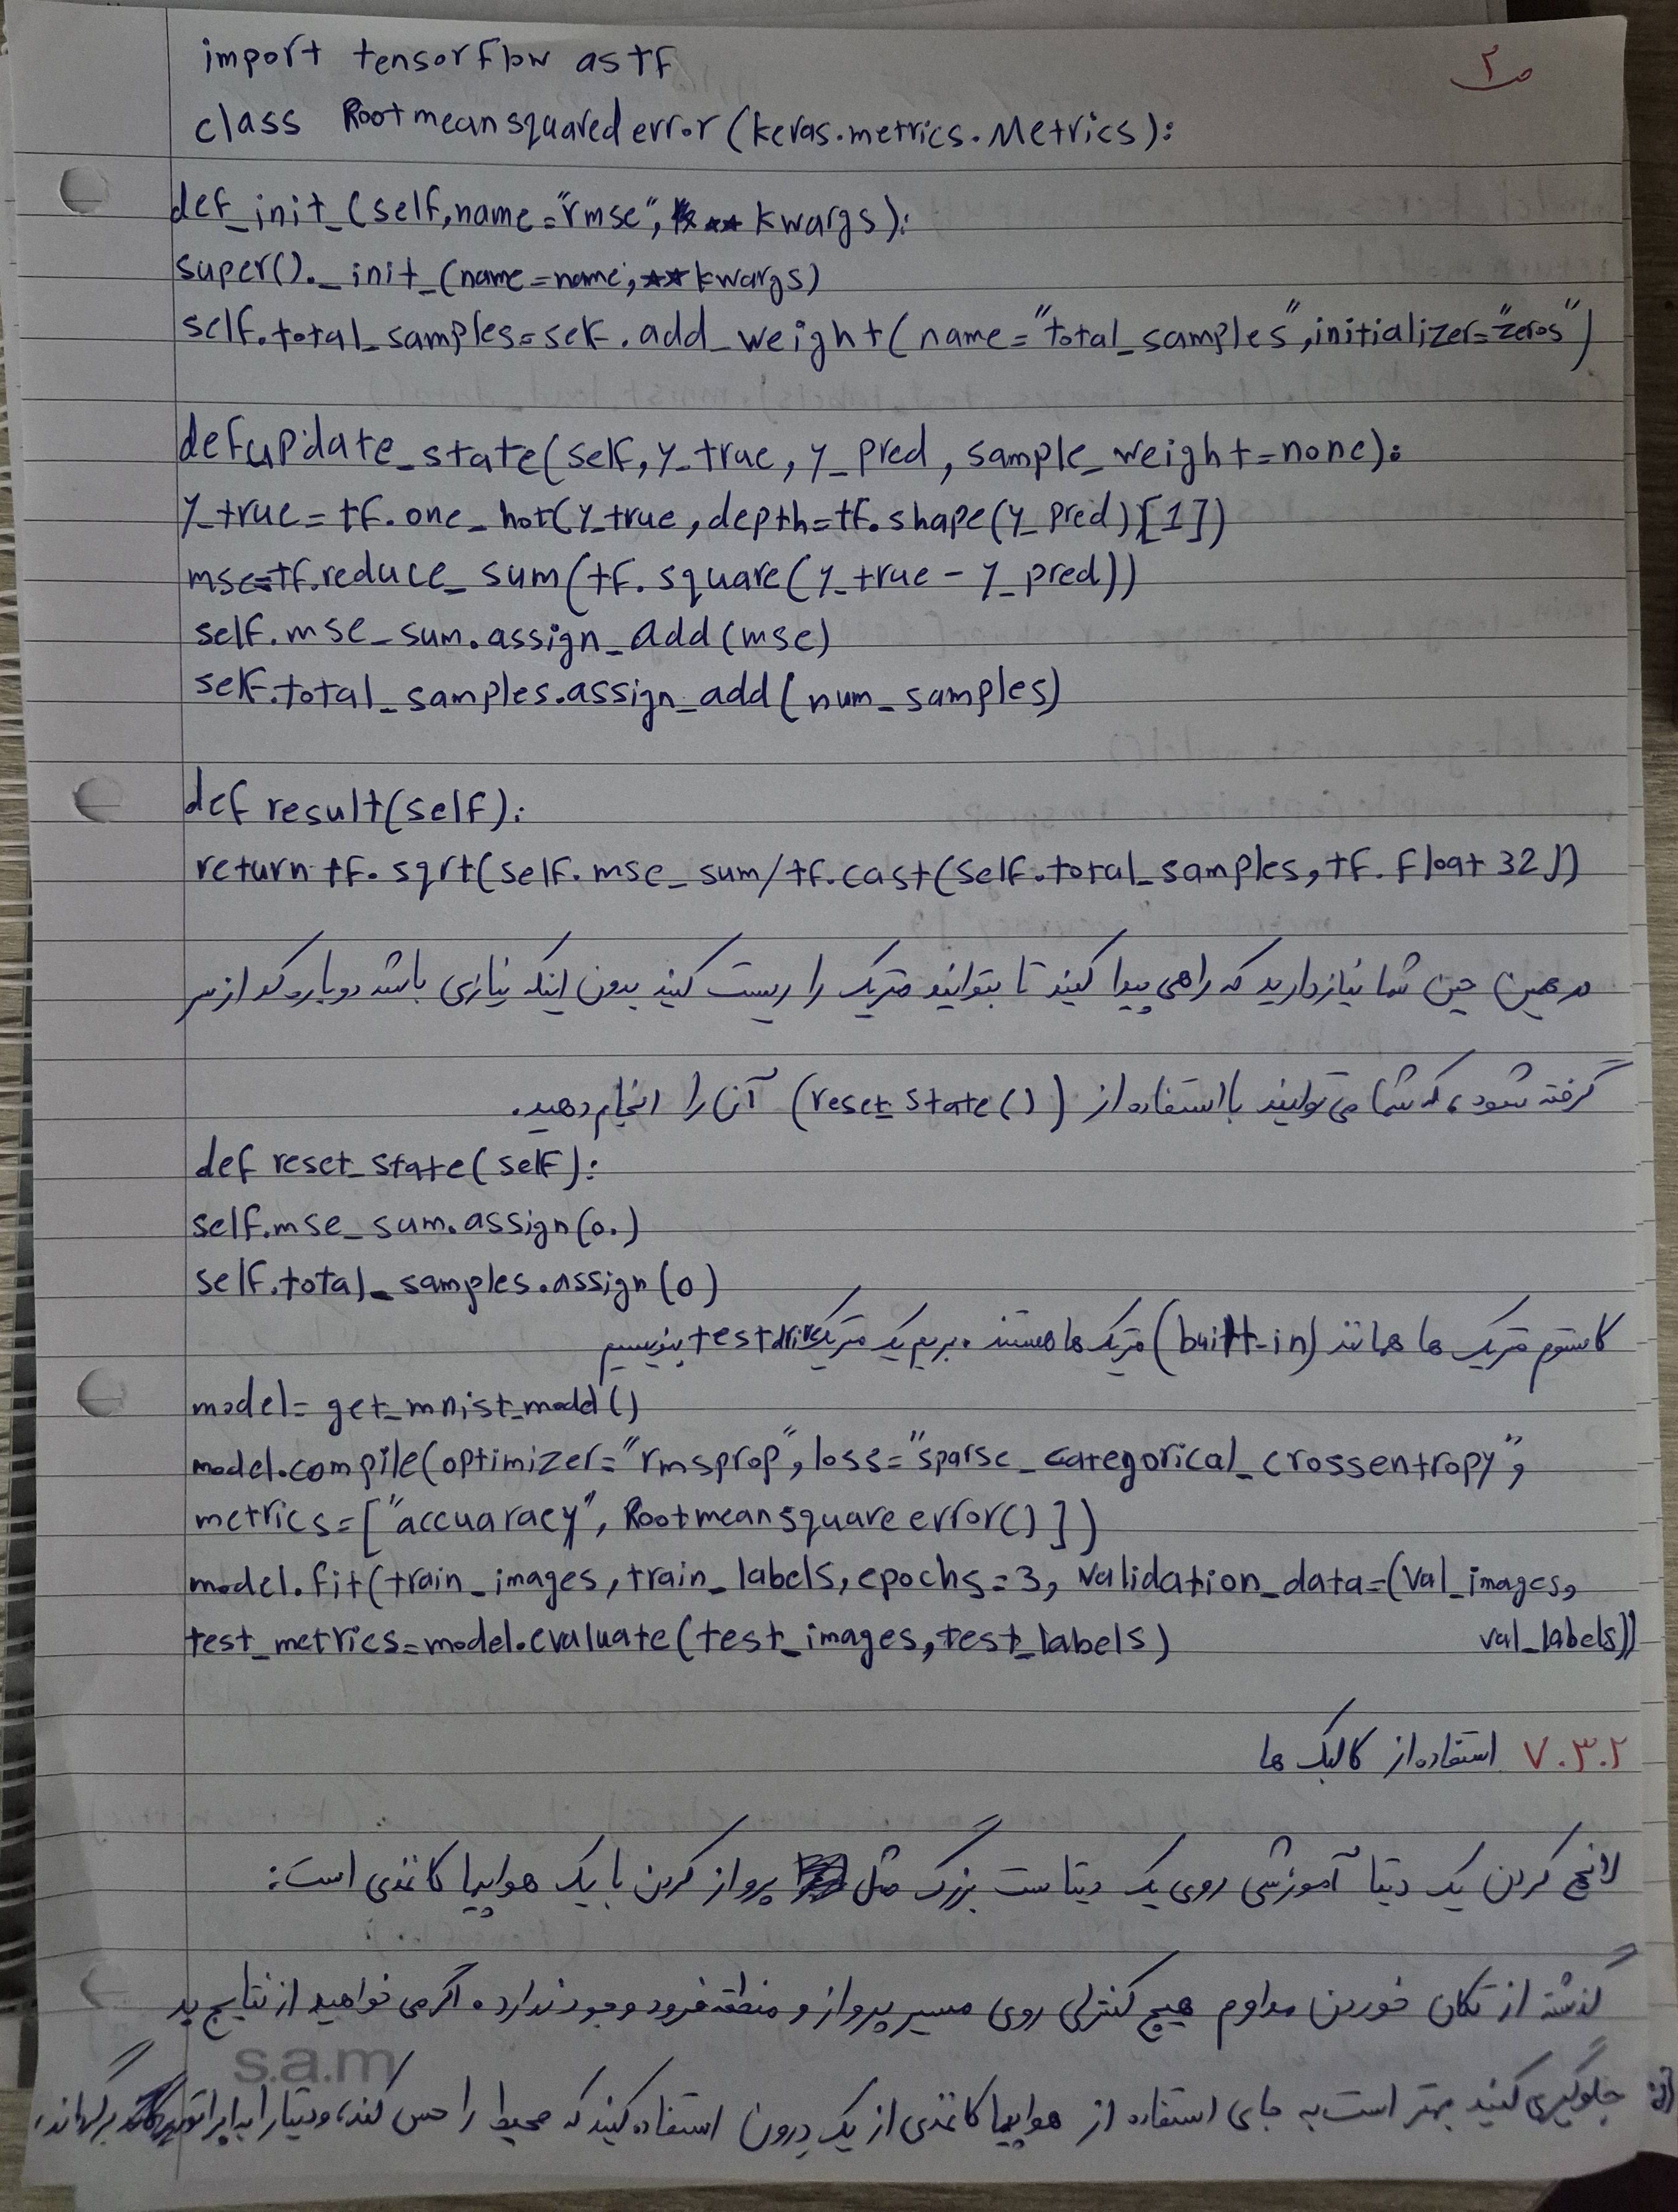 ص۲
import tensorflow as tf
class Rootmeansquarederror(keras.metrics.Metrics):
def_init_(self,name="rmse", ** kwargs):
super()._init_(name=name,**kwargs)
self.total_samples=self.add_weight(name="total_samples",initializer="zeros")
def update_state(self,y_true,y_pred,sample_weight=none):
y_true=tf.one_hot(y_true,depth=tf.shape(y_pred)[1])
mse=tf.reduce_sum(tf.square(y_true-y_pred))
self.mse_sum.assign_add(mse)
self.total_samples.assign_add(num_samples)
def result(self):
return tf.sqrt(self.mse_sum/tf.cast(self.total_samples,tf.float32))
در همین حین شما نیاز دارید که راهی پیدا کنید تا بتوانید متریک را ریست کنید بدون اینکه نیازی باشد دوباره کد از سر
گرفته شود، که شما می توانید با استفاده از (reset_state()) آن را انجام دهید.
def reset_state(self):
self.mse_sum.assign(0.)
self.total_samples.assign(0)
کاستوم متریک ها همانند (built-in) متریک ها هستند. بریم یک متریک test drive بنویسیم
model=get_mnist_model()
model.compile(optimizer="rmsprop",loss="sparse_categorical_crossentropy",
metrics=["accuaracy",Rootmeansquareerror()])
model.fit(train_images,train_labels,epochs=3,validation_data=(val_images,
val_labels))
test_metrics=model.evaluate(test_images,test_labels)
۷.۳.۲ استفاده از کالبک ها
لانچ کردن یک دیتا آموزشی روی یک دیتاست بزرگ مثل پرواز کردن با یک هواپیما کاغذی است:
گذشته از تکان خوردن مداوم هیچ کنترلی روی مسیر پرواز و منطقه فرود وجود ندارد. اگر می خواهید از نتایج بد
جلوگیری کنید بهتر است به جای استفاده از هواپیما کاغذی از یک درون استفاده کنید که محیط را حس کند، و دیتا را به اپراتور برگرداند،
s.a.m